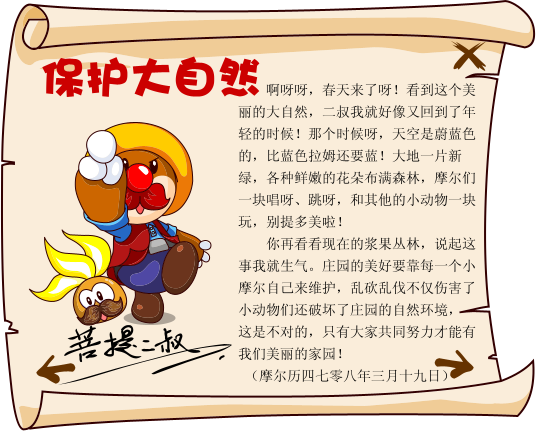 保护大自然
啊呀呀，春天来了呀！看到这个美
丽的大自然，二叔我就好像又回到了年
轻的时候！那个时候呀，天空是蔚蓝色
的，比蓝色拉姆还要蓝！大地一片新
绿，各种鲜嫩的花朵布满森林，摩尔们
一块唱呀、跳呀，和其他的小动物一块
玩，别提多美啦！
你再看看现在的浆果丛林，说起这
事我就生气。庄园的美好要靠每一个小
摩尔自己来维护，乱砍乱伐不仅伤害了
小动物们还破坏了庄园的自然环境，
这是不对的，只有大家共同努力才能有
我们美丽的家园！
（摩尔历四七零八年三月十九日）
菩提二叔